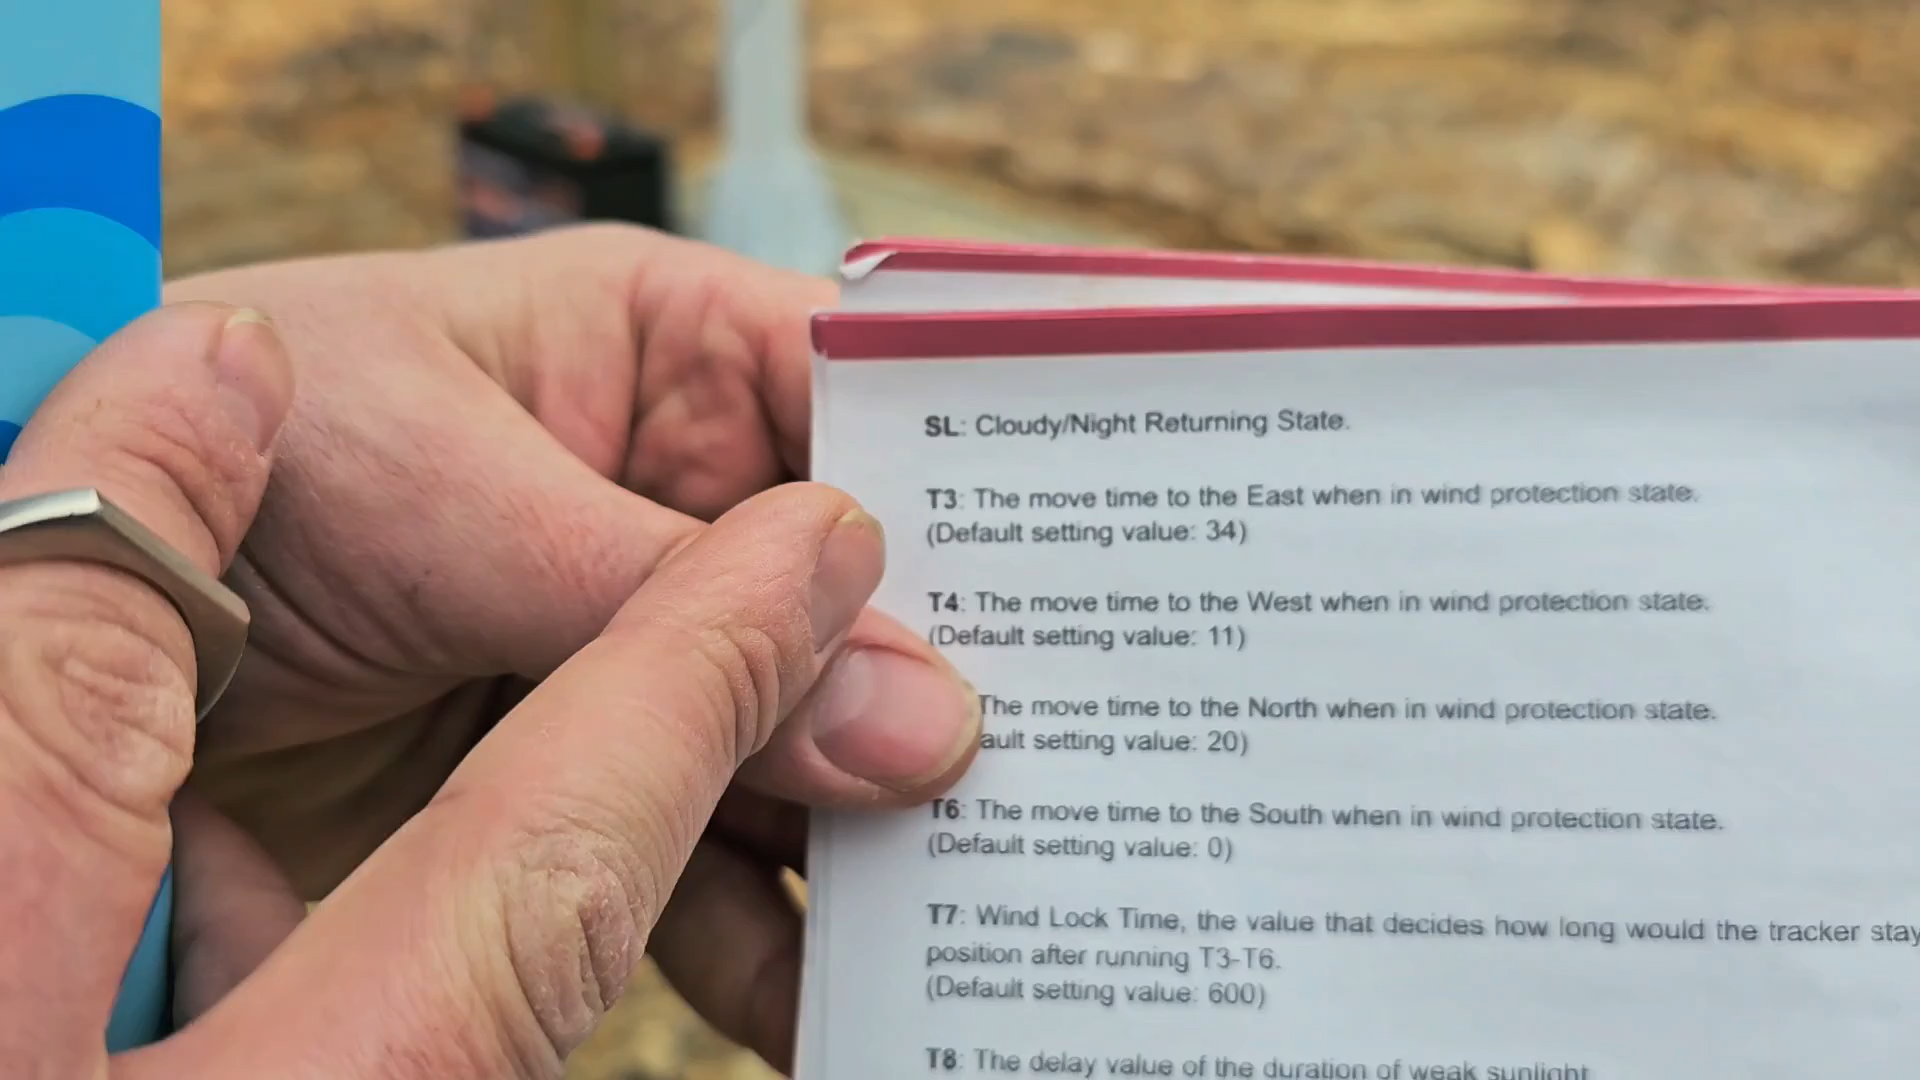 SL: Cloudy/Night Returning State.
T3: The move time to the East when in wind protection state.
(Default setting value: 34)
T4: The move time to the West when in wind protection state.
(Default setting value: 11)
The move time to the North when in wind protection state.
ault setting value: 20)
T6: The move time to the South when in wind protection state.
(Default setting value: 0)
T7: Wind Lock Time, the value that decides how long would the tracker stay
position after running T3-T6.
(Default setting value: 600)
T8: The delay value of the duration of weak sunlight